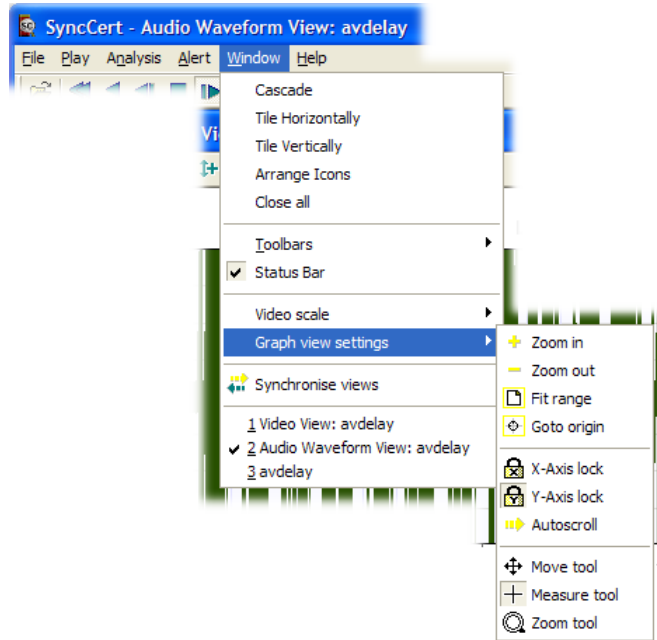 SyncCert - Audio Waveform View: avdelay
File Play Analysis Alert Window Help
Cascade
Tile Horizontally
Tile Vertically
Arrange Icons
Close all
Toolbars
Status Bar
Video scale
Graph view settings
Synchronise views
1 Video View: avdelay
2 Audio Waveform View: avdelay
3 avdelay
Vi
Zoom in
Zoom out
Fit range
Goto origin
X-Axis lock
Y-Axis lock
Autoscroll
Move tool
Measure tool
Zoom tool